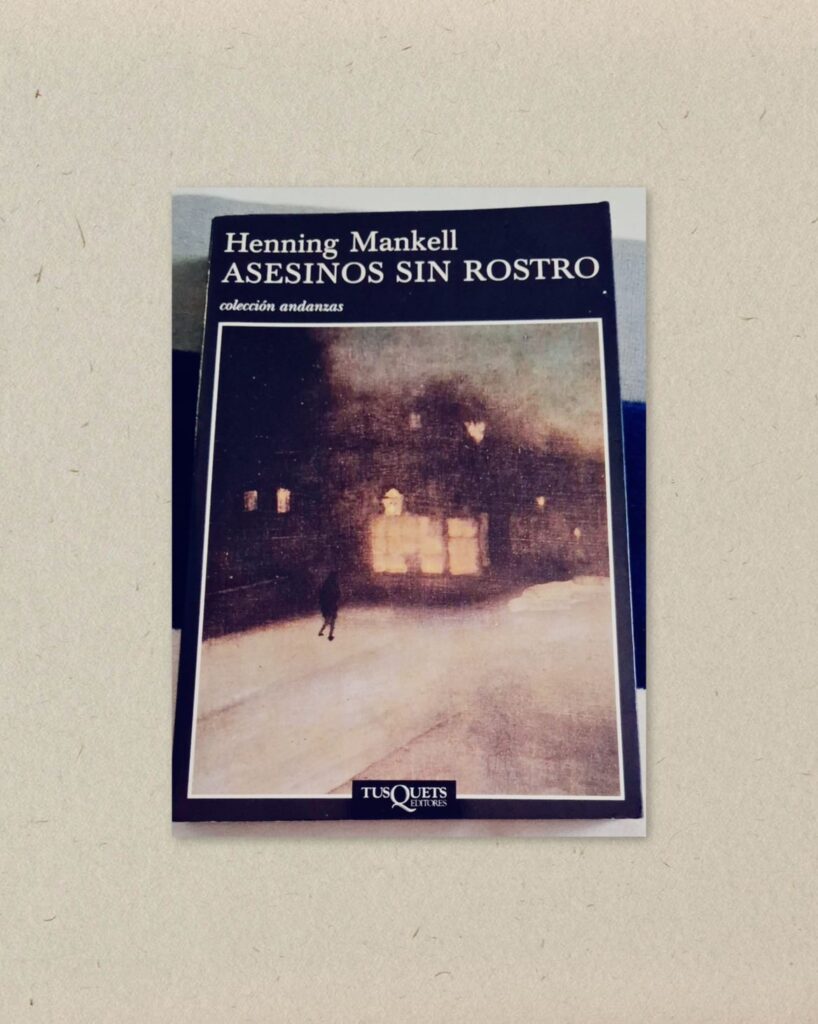 Henning Mankell
ASESINOS SIN ROSTRO
colección andanzas
TUSQUETS
EDITORES